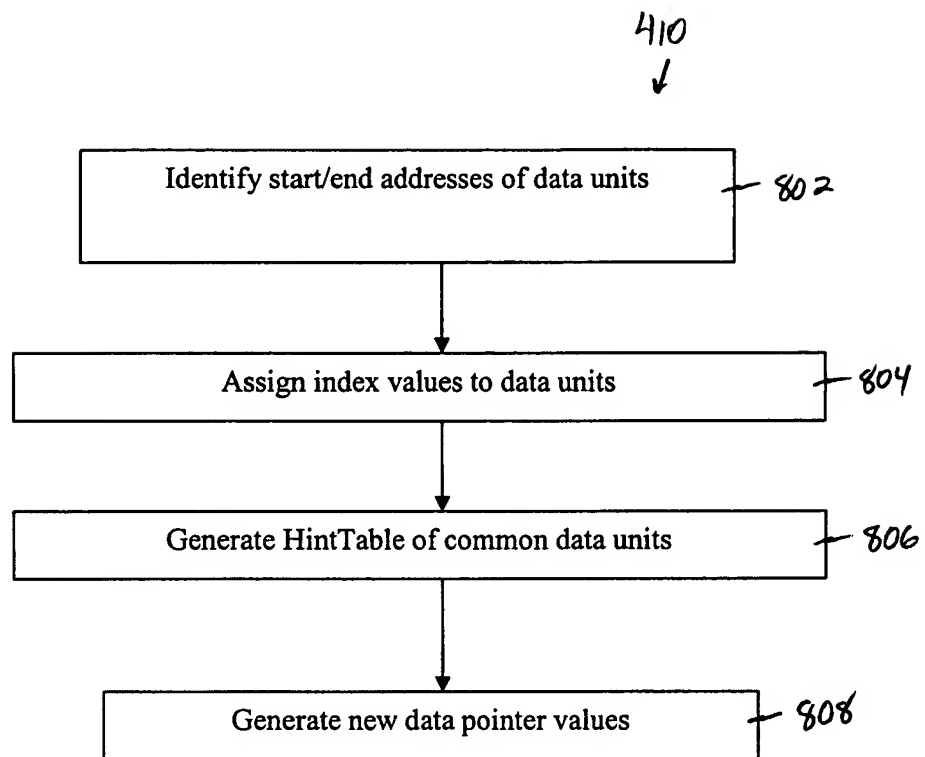 410
Identify start/end addresses of data units
802
Assign index values to data units
804
Generate HintTable of common data units
806
Generate new data pointer values
808